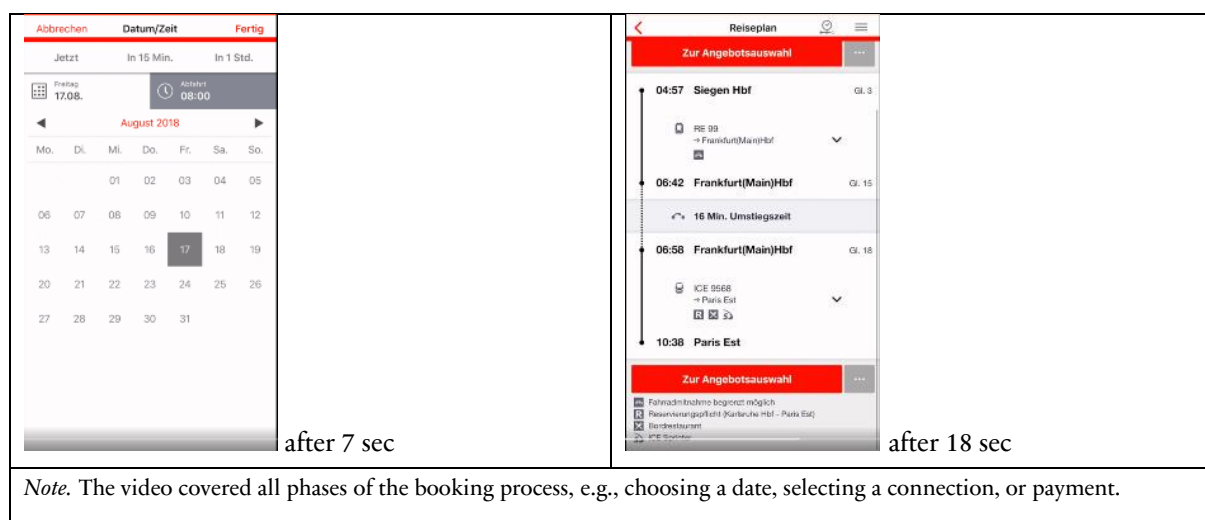 Abbrechen Datum/Zeit Fertig
Jetzt In 15 Min. In 1 Std.
Freitag
17.08.
Abfahrt
08:00
August 2018
Mo. Di. Mi. Do. Fr. Sa. So.
01 02 03 04 05
06 07 08 09 10 11 12
13 14 15 16 17 18 19
20 21 22 23 24 25 26
27 28 29 30 31
after 7 sec
Reiseplan
Zur Angebotsauswahl ...
04:57 Siegen Hbf Gl. 3
RE 99
→ Frankfurt(Main)Hbf
06:42 Frankfurt(Main)Hbf Gl. 15
16 Min. Umstiegszeit
06:58 Frankfurt(Main)Hbf Gl. 18
ICE 9568
→ Paris Est
R
10:38 Paris Est
Zur Angebotsauswahl ...
Fahrradmitnahme begrenzt möglich
R Reservierungspflicht (Karlsruhe Hbf - Paris Est)
Bordrestaurant
ICE Sprinter
after 18 sec
Note. The video covered all phases of the booking process, e.g., choosing a date, selecting a connection, or payment.